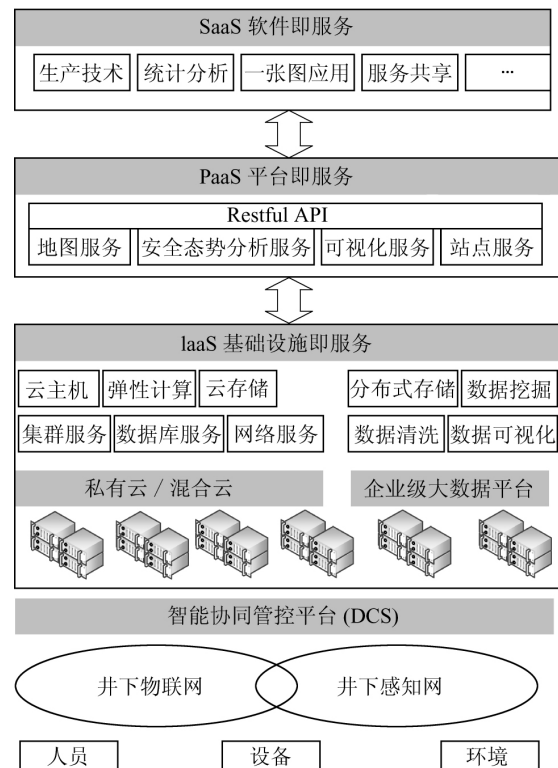 SaaS 软件即服务
生产技术 统计分析 一张图应用 服务共享 ...
PaaS 平台即服务
Restful API
地图服务 安全态势分析服务 可视化服务 站点服务
laaS 基础设施即服务
云主机 弹性计算 云存储 分布式存储 数据挖掘
集群服务 数据库服务 网络服务 数据清洗 数据可视化
私有云 / 混合云 企业级大数据平台
智能协同管控平台 (DCS)
井下物联网 井下感知网
人员 设备 环境